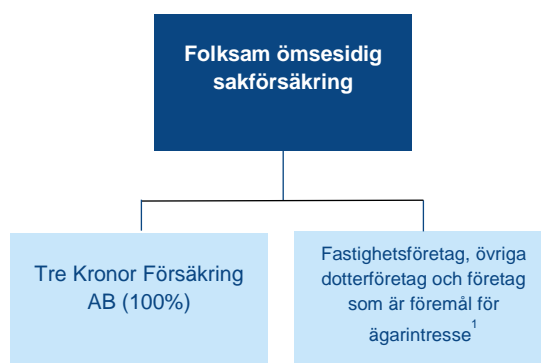 Folksam ömsesidig
sakförsäkring
Tre Kronor Försäkring
AB (100%)
Fastighetsföretag, övriga
dotterföretag och företag
som är föremål för
ägarintresse¹